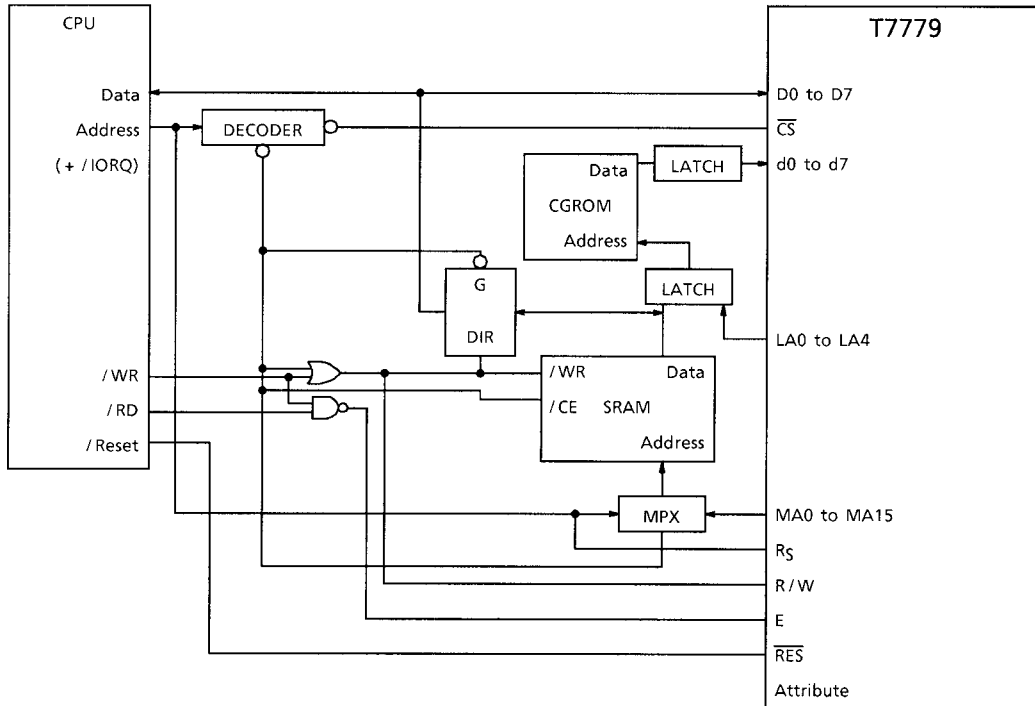 CPU
T7779
Data
D0 to D7
Address
DECODER
CS
(+/IORQ)
Data
LATCH
d0 to d7
CGROM
Address
G
LATCH
DIR
LA0 to LA4
/WR
/WR
Data
/RD
/CE
SRAM
/Reset
Address
MPX
MA0 to MA15
RS
R/W
E
RES
Attribute